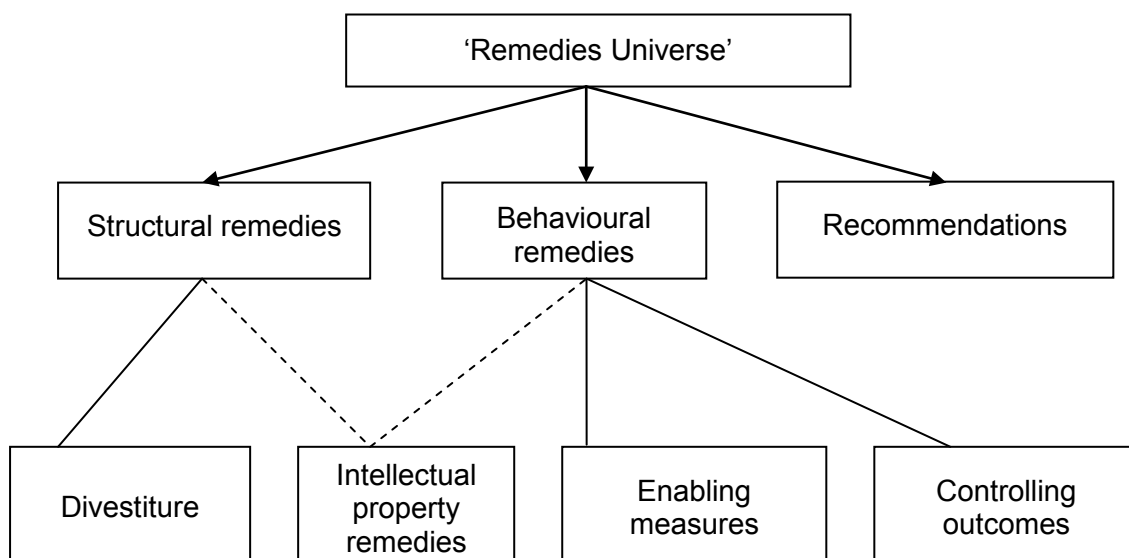 ‘Remedies Universe’
Structural remedies
Behavioural
remedies
Recommendations
Divestiture
Intellectual
property
remedies
Enabling
measures
Controlling
outcomes